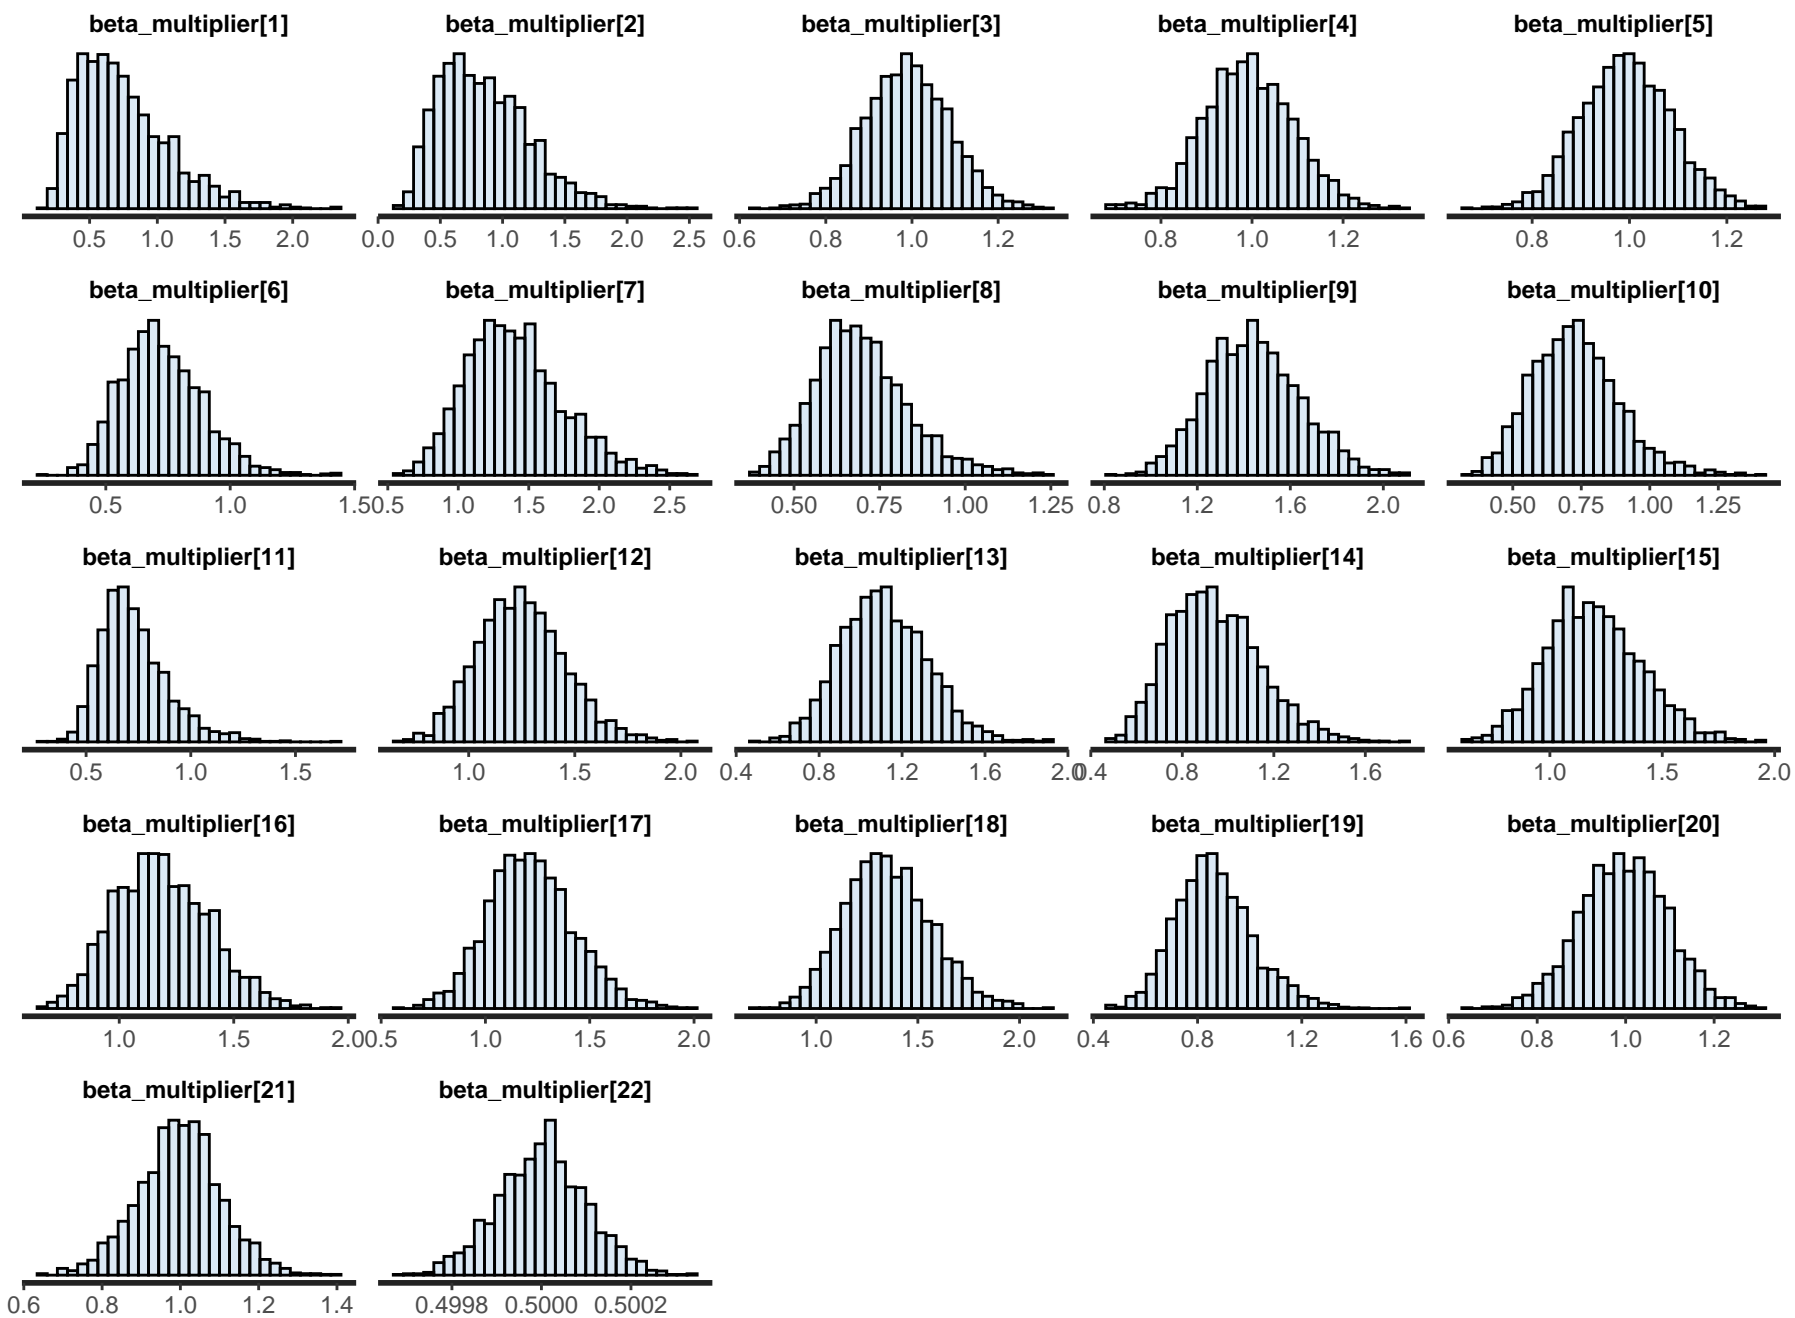 beta_multiplier[1] beta_multiplier[2] beta_multiplier[3] beta_multiplier[4] beta_multiplier[5]
0.5 1.0 1.5 2.0 0.0 0.5 1.0 1.5 2.0 2.5 0.6 0.8 1.0 1.2 0.8 1.0 1.2 0.8 1.0 1.2
beta_multiplier[6] beta_multiplier[7] beta_multiplier[8] beta_multiplier[9] beta_multiplier[10]
0.5 1.0 1.5 0.5 1.0 1.5 2.0 2.5 0.50 0.75 1.00 1.25 0.8 1.2 1.6 2.0 0.50 0.75 1.00 1.25
beta_multiplier[11] beta_multiplier[12] beta_multiplier[13] beta_multiplier[14] beta_multiplier[15]
0.5 1.0 1.5 1.0 1.5 2.0 0.4 0.8 1.2 1.6 2.0 0.4 0.8 1.2 1.6 1.0 1.5 2.0
beta_multiplier[16] beta_multiplier[17] beta_multiplier[18] beta_multiplier[19] beta_multiplier[20]
1.0 1.5 2.0 0.5 1.0 1.5 2.0 1.0 1.5 2.0 0.4 0.8 1.2 1.6 0.6 0.8 1.0 1.2
beta_multiplier[21] beta_multiplier[22]
0.6 0.8 1.0 1.2 1.4 0.4998 0.5000 0.5002